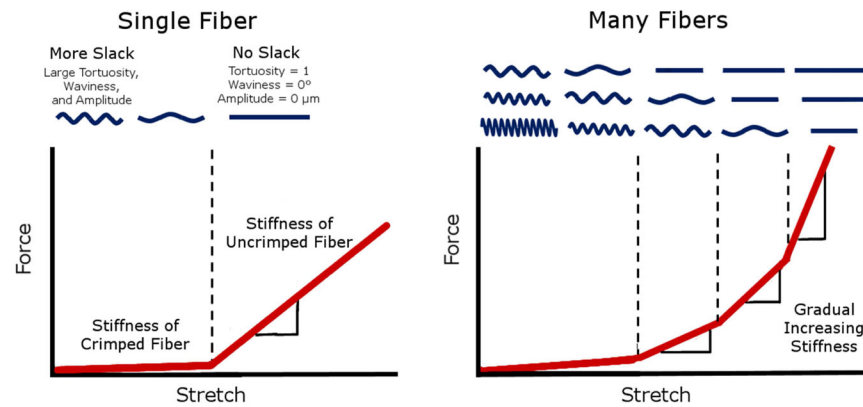 Single Fiber
More Slack
Large Tortuosity,
Waviness,
and Amplitude
No Slack
Tortuosity = 1
Waviness = 0º
Amplitude = 0 µm
Force
Stiffness of
Crimped Fiber
Stiffness of
Uncrimped Fiber
Stretch
Many Fibers
Force
Gradual
Increasing
Stiffness
Stretch